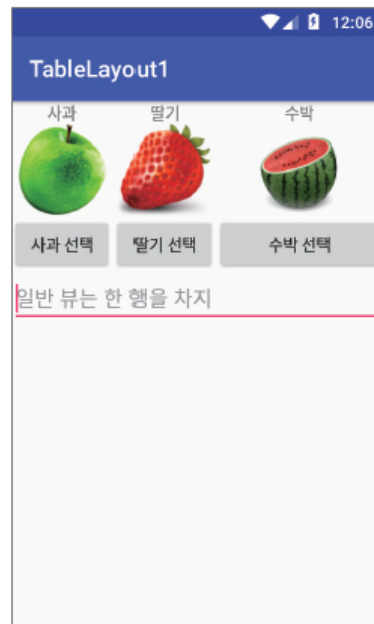 12:06
TableLayout1
사과 딸기 수박
사과 선택 딸기 선택 수박 선택
일반 뷰는 한 행을 차지